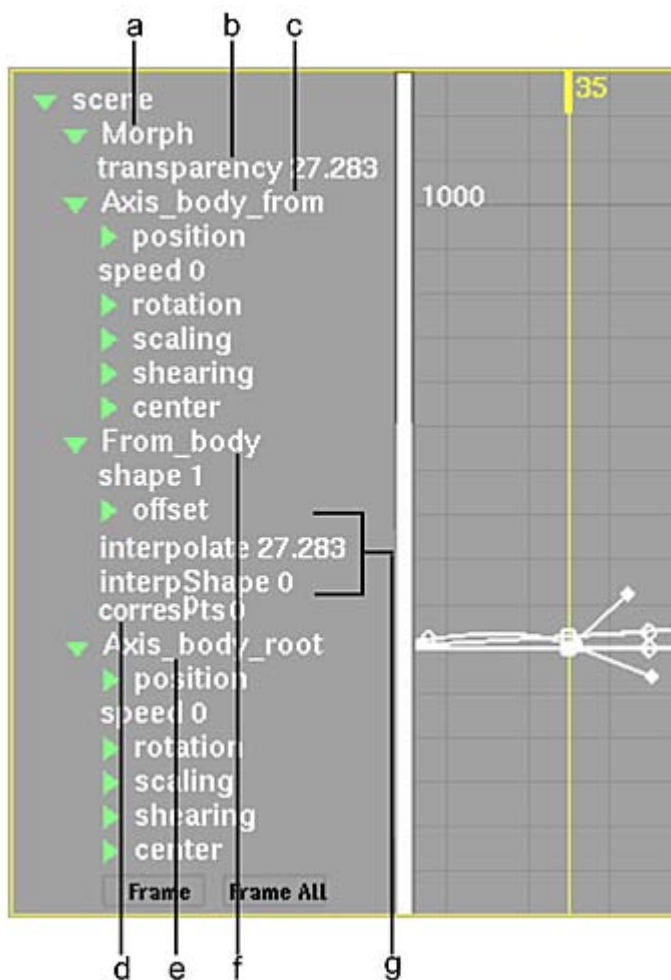 a b c
scene
Morph
transparency 27.283
Axis_body_from
position
speed 0
rotation
scaling
shearing
center
From_body
shape 1
offset
interpolate 27.283
interpShape 0
corresPts 0
Axis_body_root
position
speed 0
rotation
scaling
shearing
center
Frame Frame All
35
1000
d e f g